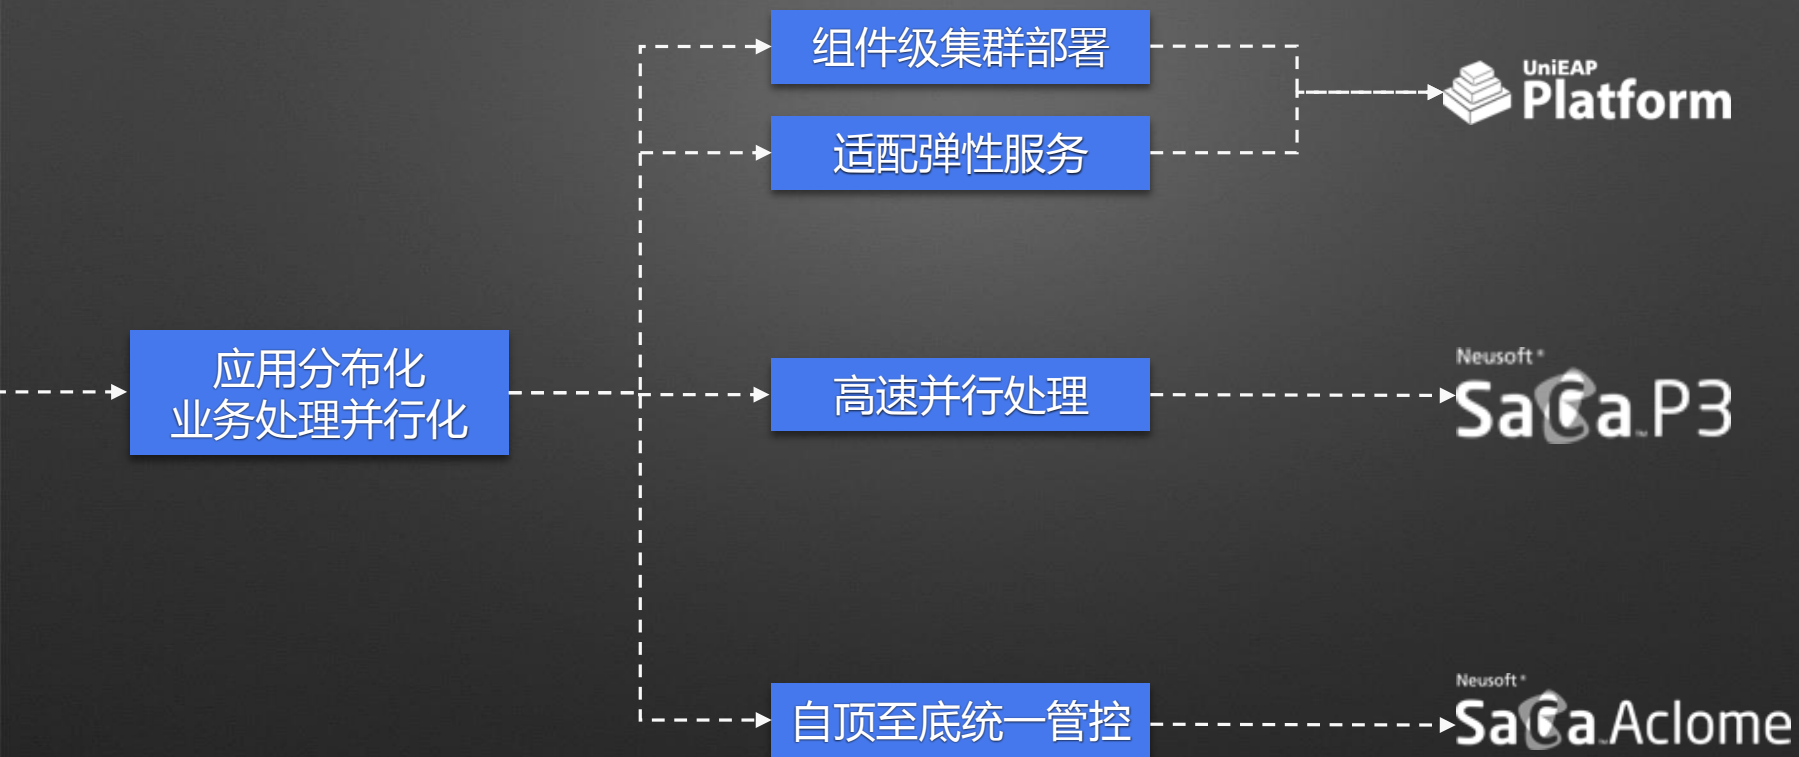 组件级集群部署
UniEAP
Platform
适配弹性服务
应用分布化
业务处理并行化
高速并行处理
Neusoft®
SaCa™ P3
自顶至底统一管控
Neusoft®
SaCa™ Aclome